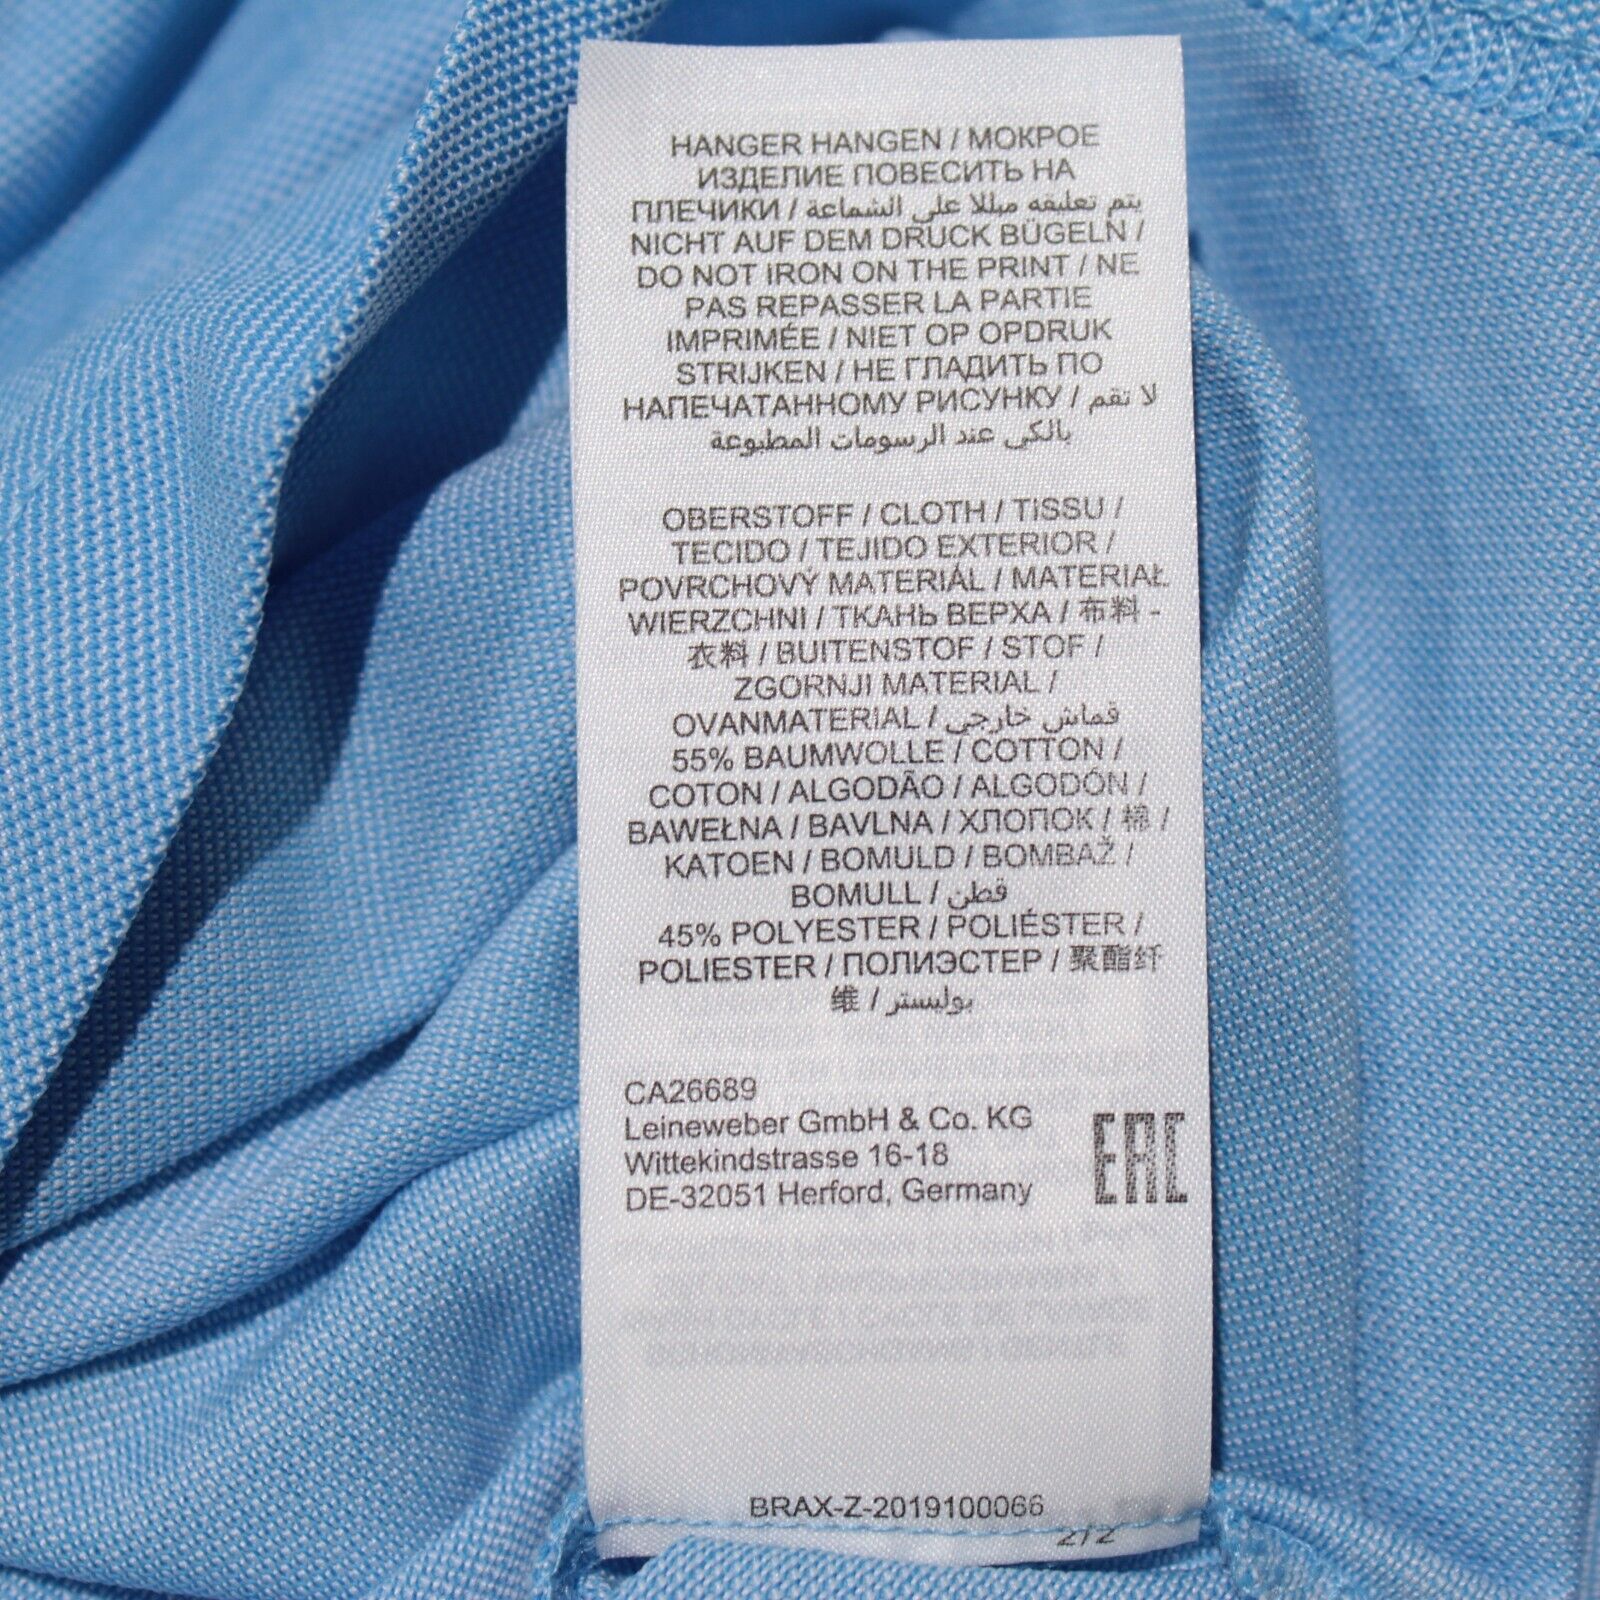 HANGER HANGEN / МОКРОЕ
ИЗДЕЛИЕ ПОВЕСИТЬ НА
ПЛЕЧИКИ / يتم تعليقه مبللا على الشماعة
NICHT AUF DEM DRUCK BÜGELN /
DO NOT IRON ON THE PRINT / NE
PAS REPASSER LA PARTIE
IMPRIMÉE / NIET OP OPDRUK
STRIJKEN / НЕ ГЛАДИТЬ ПО
НАПЕЧАТАННОМУ РИСУНКУ / لا تقم
بالكي عند الرسومات المطبوعة
OBERSTOFF / CLOTH / TISSU /
TECIDO / TEJIDO EXTERIOR /
POVRCHOVÝ MATERIÁL / MATERIAŁ
WIERZCHNI / ТКАНЬ ВЕРХА / 布料 -
衣料 / BUITENSTOF / STOF /
ZGORNJI MATERIAL /
OVANMATERIAL / قماش خارجي
55% BAUMWOLLE / COTTON /
COTON / ALGODÃO / ALGODÓN /
BAWEŁNA / BAVLNA / ХЛОПОК / 棉 /
KATOEN / BOMULD / BOMBAŽ /
BOMULL / قطن
45% POLYESTER / POLIÉSTER /
POLIESTER / ПОЛИЭСТЕР / 聚酯纤
维 / بوليستر
CA26689
Leineweber GmbH & Co. KG
Wittekindstrasse 16-18
DE-32051 Herford, Germany
EAC
BRAX-Z-2019100066
2/2